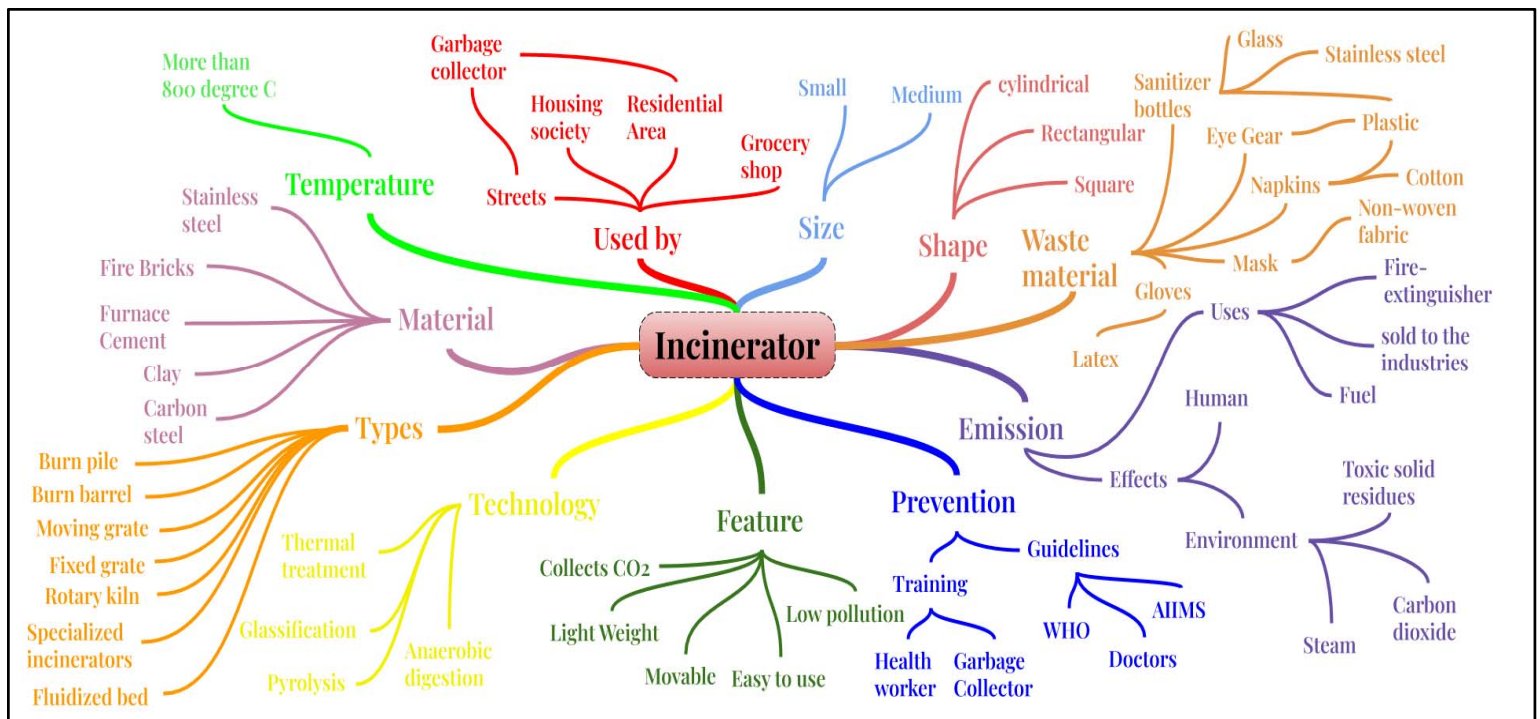 More than
800 degree C
Temperature
Garbage
collector
Housing
society
Residential
Area
Grocery
shop
Streets
Used by
Small
Medium
Size
cylindrical
Rectangular
Square
Shape
Glass
Stainless steel
Sanitizer
bottles
Plastic
Eye Gear
Napkins
Cotton
Non-woven
fabric
Mask
Gloves
Latex
Waste
material
Stainless
steel
Fire Bricks
Furnace
Cement
Clay
Carbon
steel
Material
Incinerator
Uses
Fire-
extinguisher
sold to the
industries
Fuel
Human
Emission
Effects
Environment
Toxic solid
residues
Carbon
dioxide
Steam
Types
Burn pile
Burn barrel
Moving grate
Fixed grate
Rotary kiln
Specialized
incinerators
Fluidized bed
Technology
Thermal
treatment
Glassification
Pyrolysis
Anaerobic
digestion
Feature
Collects CO2
Light Weight
Movable
Easy to use
Low pollution
Prevention
Guidelines
Training
WHO
AIIMS
Doctors
Health
worker
Garbage
Collector